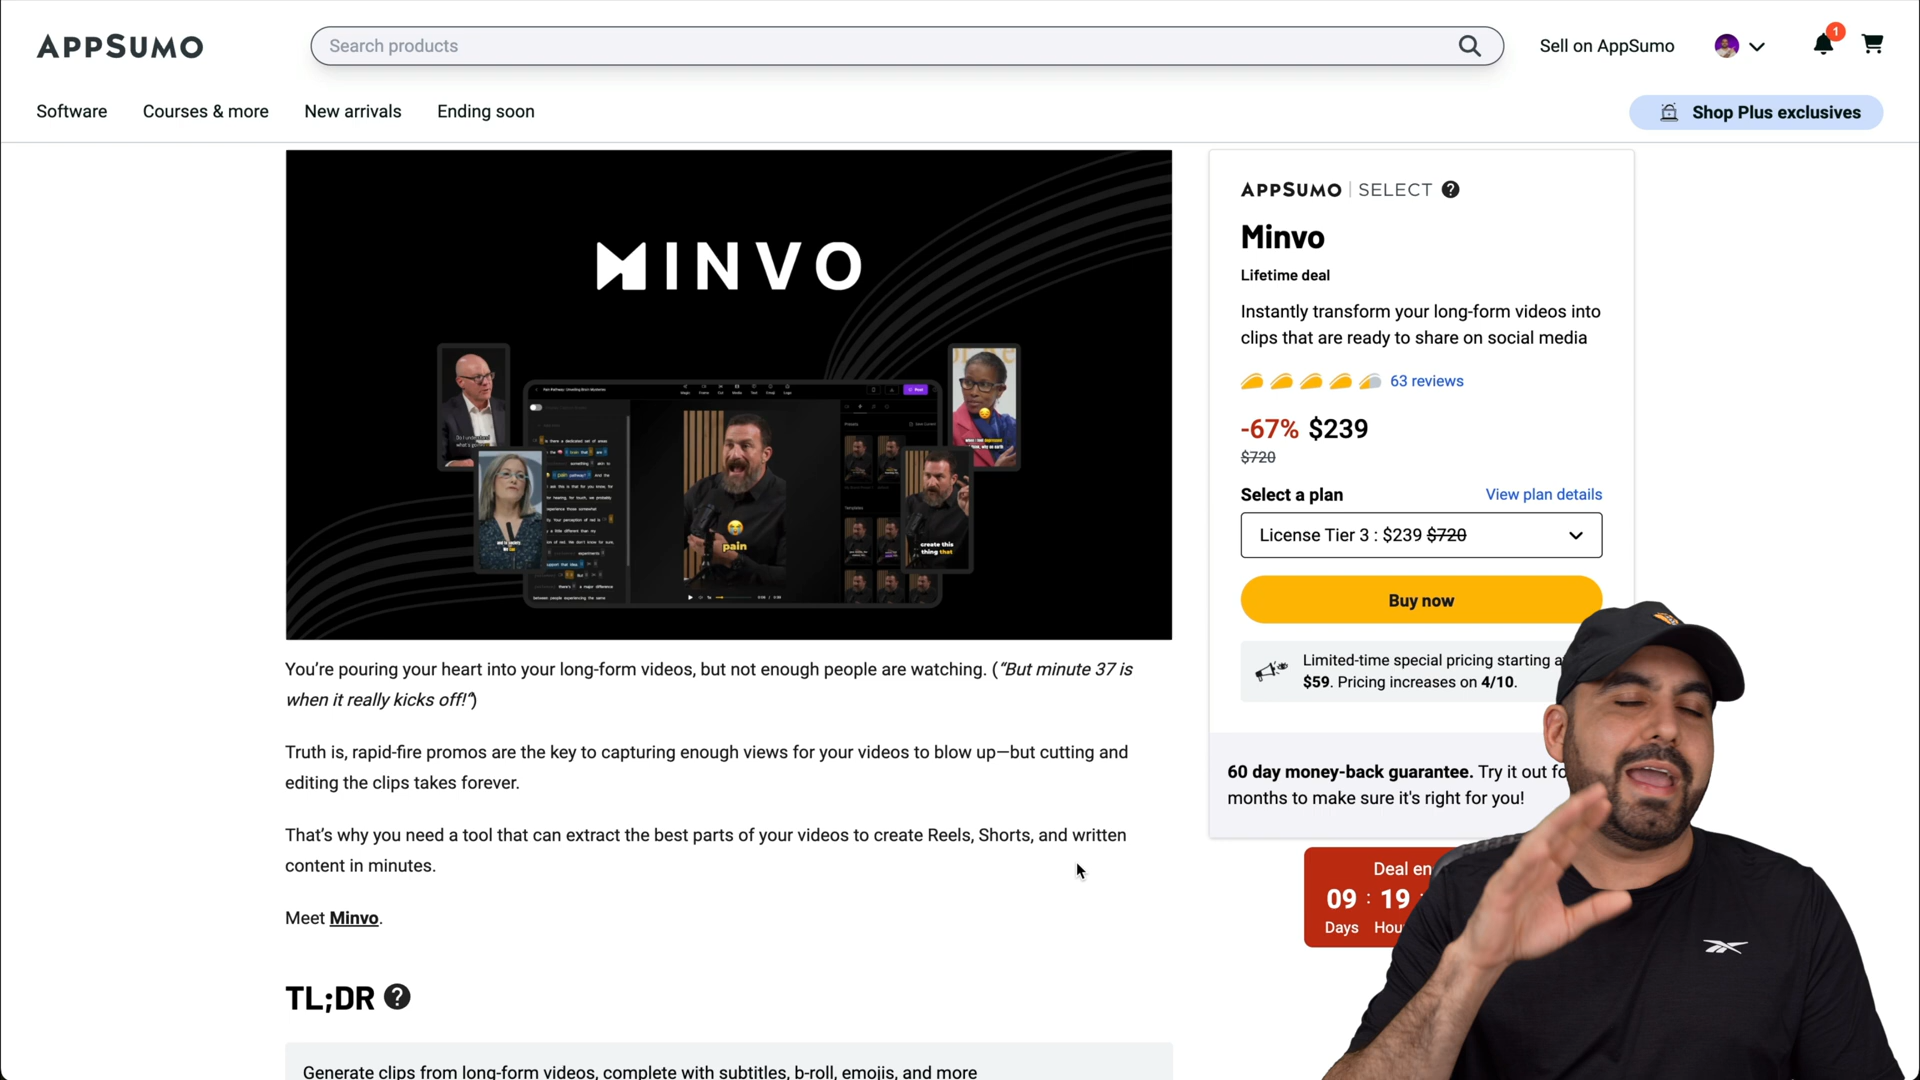 APPSUMO
Search products
Sell on AppSumo
1
Software
Courses & more
New arrivals
Ending soon
Shop Plus exclusives
MINVO
pain
create this
thing that
You're pouring your heart into your long-form videos, but not enough people are watching. ("But minute 37 is
when it really kicks off!")
Truth is, rapid-fire promos are the key to capturing enough views for your videos to blow up—but cutting and
editing the clips takes forever.
That's why you need a tool that can extract the best parts of your videos to create Reels, Shorts, and written
content in minutes.
Meet Minvo.
TL;DR ?
Generate clips from long-form videos, complete with subtitles, b-roll, emojis, and more
APPSUMO | SELECT ?
Minvo
Lifetime deal
Instantly transform your long-form videos into
clips that are ready to share on social media
63 reviews
-67% $239
$720
Select a plan
View plan details
License Tier 3 : $239 $720
Buy now
Limited-time special pricing starting
$59. Pricing increases on 4/10.
60 day money-back guarantee. Try it out
months to make sure it's right for you!
Deal
09 : 19
Days